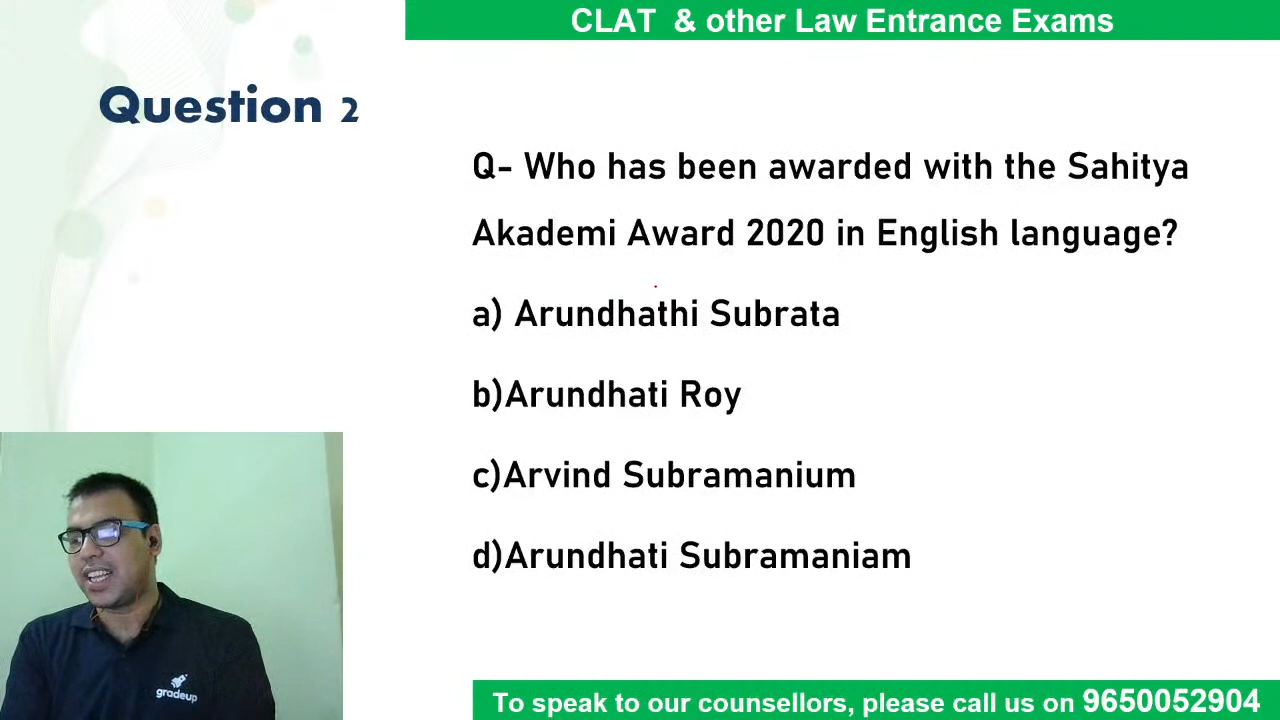 CLAT & other Law Entrance Exams
Question 2
Q- Who has been awarded with the Sahitya
Akademi Award 2020 in English language?
a) Arundhathi Subrata
b)Arundhati Roy
c)Arvind Subramanium
d)Arundhati Subramaniam
gradeup
To speak to our counsellors, please call us on 9650052904